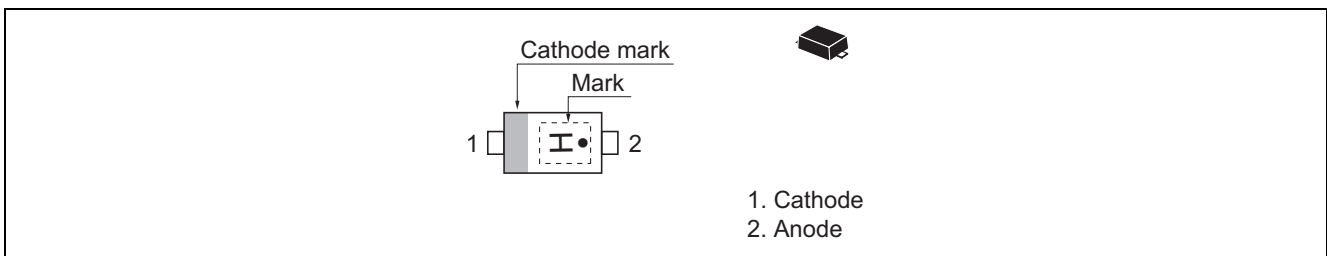 Cathode mark
Mark
1 H• 2
1. Cathode
2. Anode